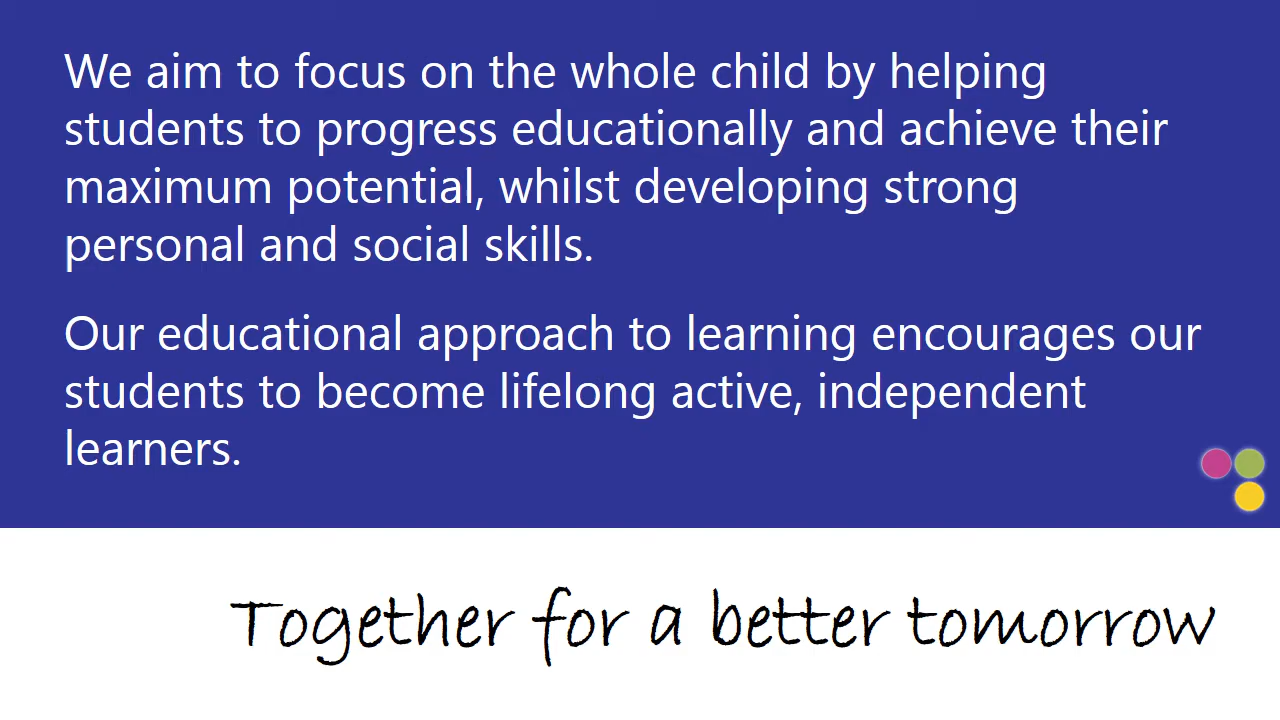 We aim to focus on the whole child by helping
students to progress educationally and achieve their
maximum potential, whilst developing strong
personal and social skills.
Our educational approach to learning encourages our
students to become lifelong active, independent
learners.
Together for a better tomorrow